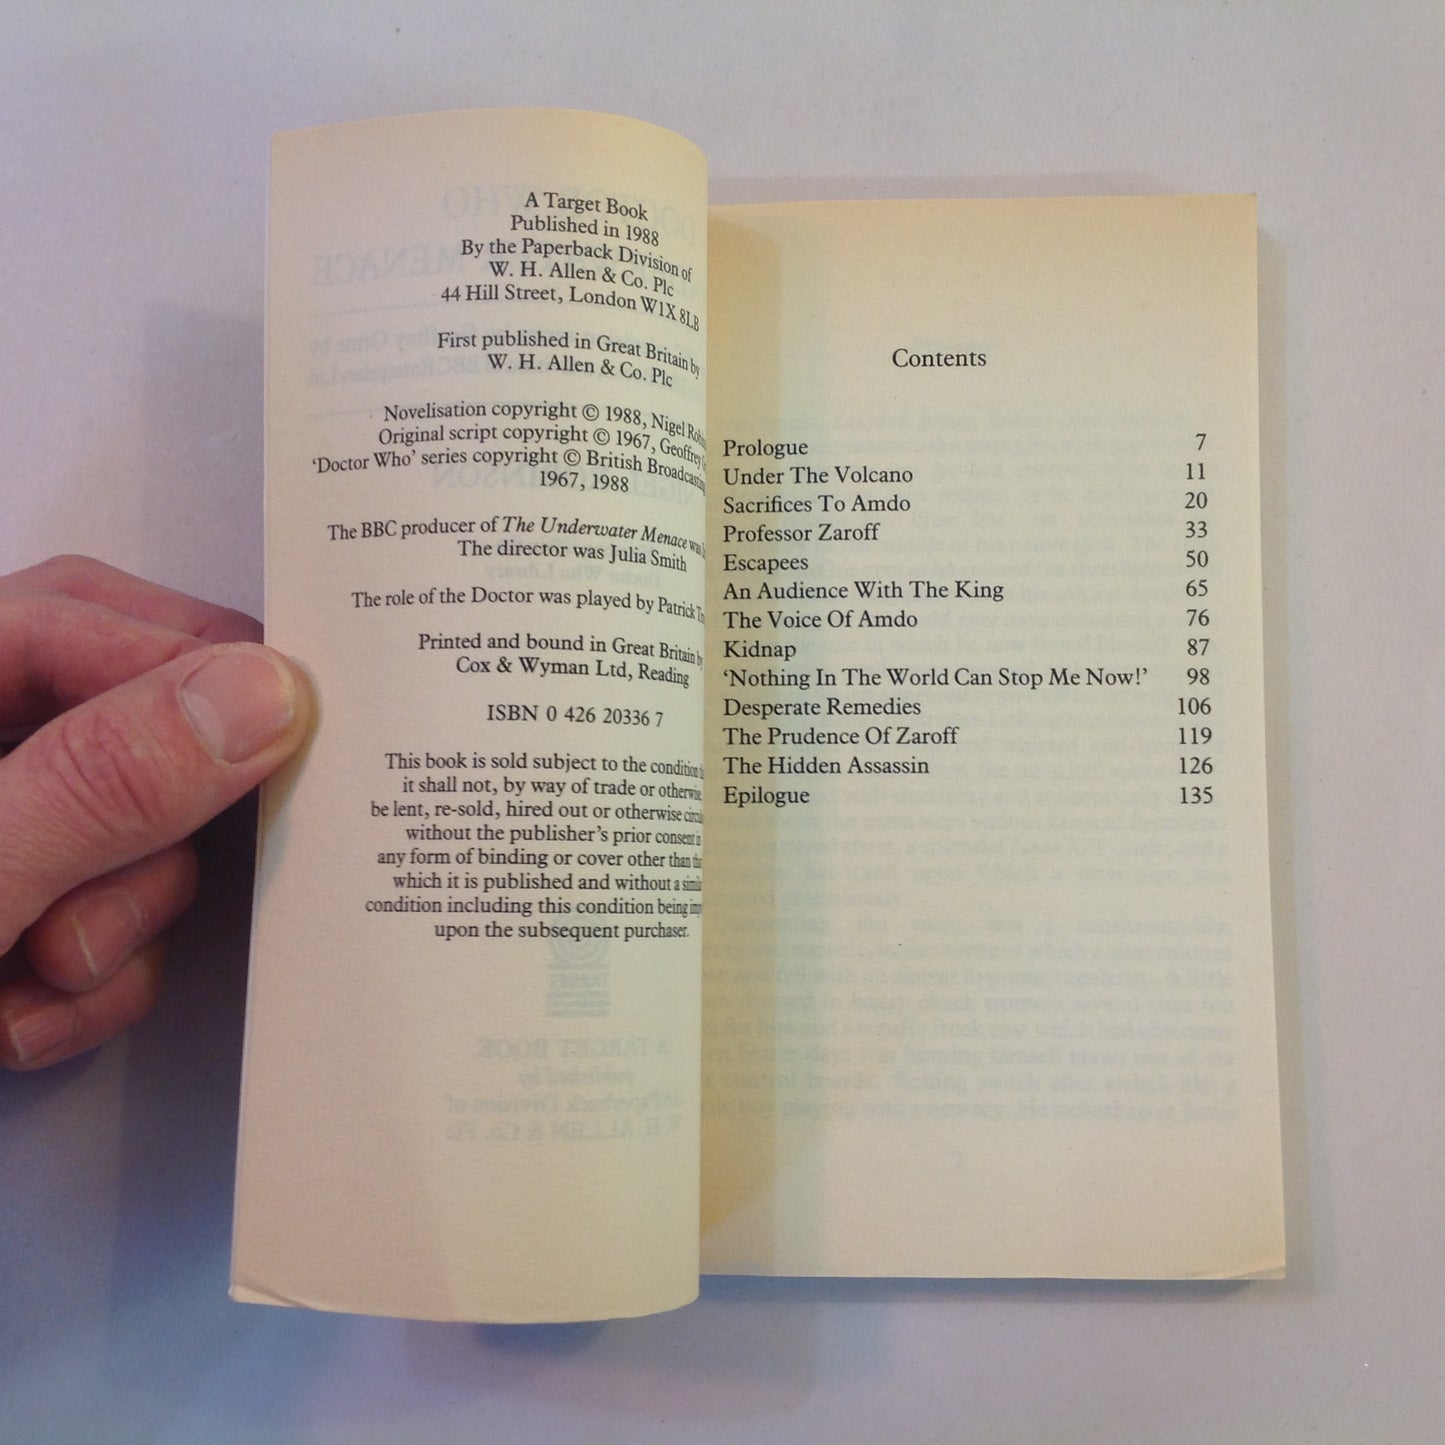 A Target Book
Published in 1988
By the Paperback Division of
W. H. Allen & Co. Plc
44 Hill Street, London W1X 8LB
First published in Great Britain by
W. H. Allen & Co. Plc
Novelisation copyright © 1988, Nigel
Original script copyright © 1967, Geoffrey
‘Doctor Who’ series copyright © British Broadcasting
1967, 1988
The BBC producer of The Underwater Menace was
The director was Julia Smith
The role of the Doctor was played by Patrick
Printed and bound in Great Britain by
Cox & Wyman Ltd, Reading
ISBN 0 426 20336 7
This book is sold subject to the condition
it shall not, by way of trade or otherwise
be lent, re-sold, hired out or otherwise
without the publisher’s prior consent in
any form of binding or cover other than
which it is published and without a
condition including this condition being
upon the subsequent purchaser.
Contents
Prologue 7
Under The Volcano 11
Sacrifices To Amdo 20
Professor Zaroff 33
Escapees 50
An Audience With The King 65
The Voice Of Amdo 76
Kidnap 87
‘Nothing In The World Can Stop Me Now!’ 98
Desperate Remedies 106
The Prudence Of Zaroff 119
The Hidden Assassin 126
Epilogue 135